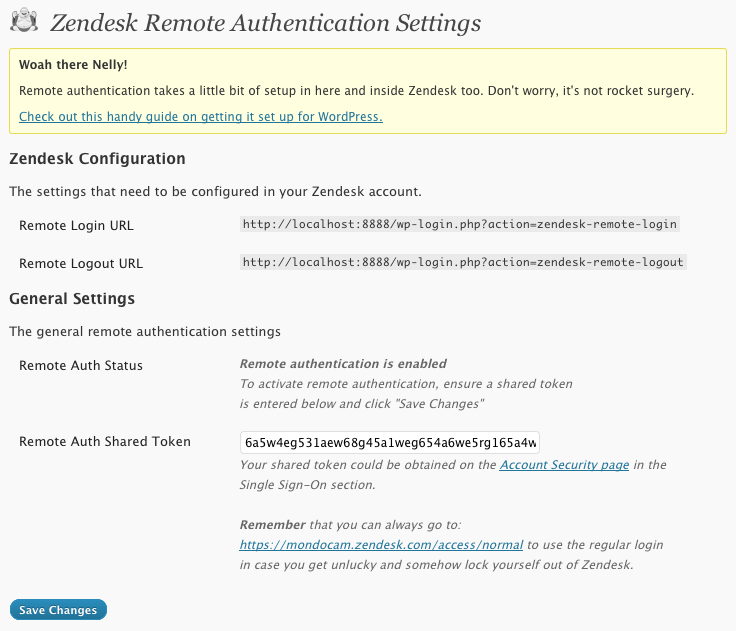 Zendesk Remote Authentication Settings
Woah there Nelly!
Remote authentication takes a little bit of setup in here and inside Zendesk too. Don't worry, it's not rocket surgery.
Check out this handy guide on getting it set up for WordPress.
Zendesk Configuration
The settings that need to be configured in your Zendesk account.
Remote Login URL http://localhost:8888/wp-login.php?action=zendesk-remote-login
Remote Logout URL http://localhost:8888/wp-login.php?action=zendesk-remote-logout
General Settings
The general remote authentication settings
Remote Auth Status Remote authentication is enabled
To activate remote authentication, ensure a shared token
is entered below and click "Save Changes"
Remote Auth Shared Token 6a5w4eg531aew68g45a1weg654a6we5rg165a4w
Your shared token could be obtained on the Account Security page in the
Single Sign-On section.
Remember that you can always go to:
https://mondocam.zendesk.com/access/normal to use the regular login
in case you get unlucky and somehow lock yourself out of Zendesk.
Save Changes